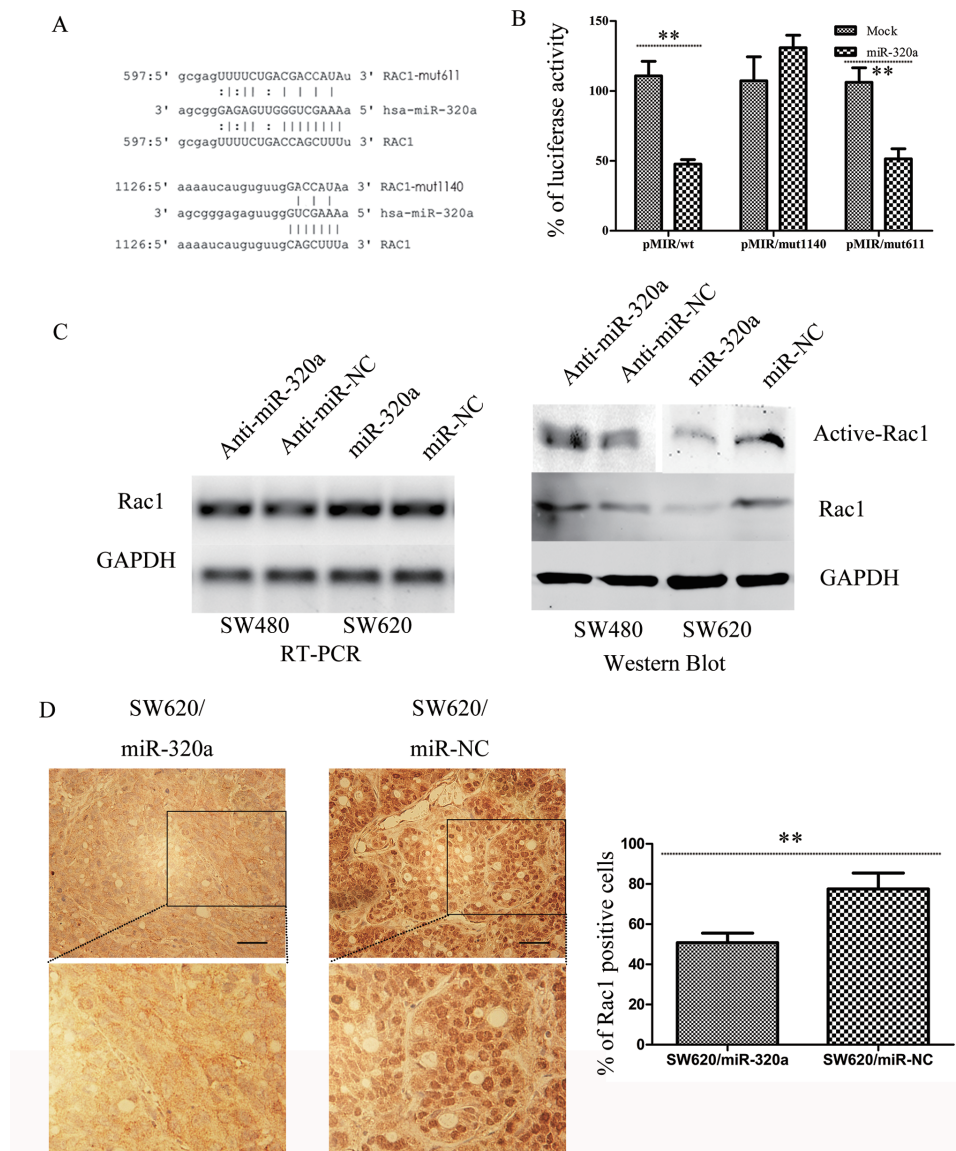 A
597:5' gcgagUUUUCUGACGACCAUAu 3' RAC1-mut611
3' agcggGAGAGUUGGGUCGAAAa 5' hsa-miR-320a
597:5' gcgagUUUUCUGACCAGCUUUu 3' RAC1
1126:5' aaaaucauguguugGACCAUAa 3' RAC1-mut1140
3' agcgggagaguuggGUCGAAAa 5' hsa-miR-320a
1126:5' aaaaucauguguugCAGCUUUa 3' RAC1
B
% of luciferase activity
150
100
50
0
Mock
miR-320a
**
**
pMIR/wt
pMIR/mut1140
pMIR/mut611
C
Anti-miR-320a
Anti-miR-NC
miR-320a
miR-NC
Rac1
GAPDH
SW480
SW620
RT-PCR
Anti-miR-320a
Anti-miR-NC
miR-320a
miR-NC
Active-Rac1
Rac1
GAPDH
SW480
SW620
Western Blot
D
SW620/
miR-320a
SW620/
miR-NC
% of Rac1 positive cells
100
80
60
40
20
0
**
SW620/miR-320a
SW620/miR-NC